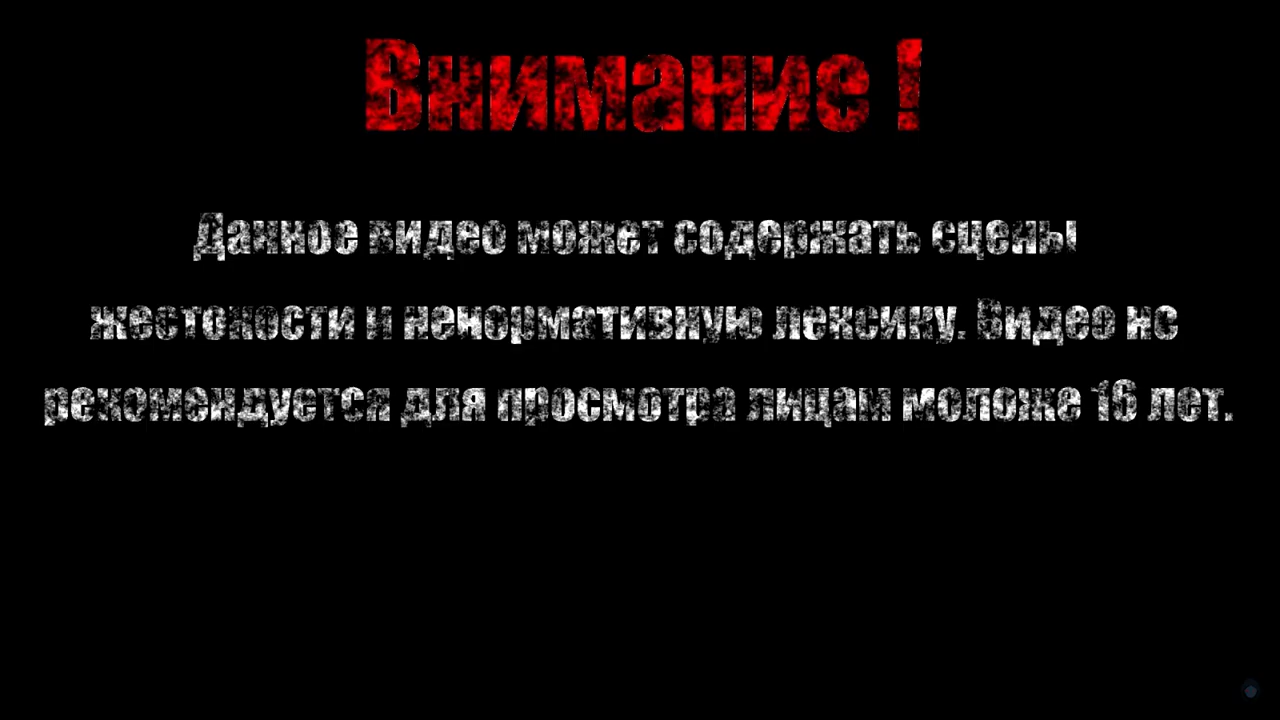 Внимание !
Данное видео может содержать сцены
жестокости и ненормативную лексику. Видео не
рекомендуется для просмотра лицам моложе 16 лет.